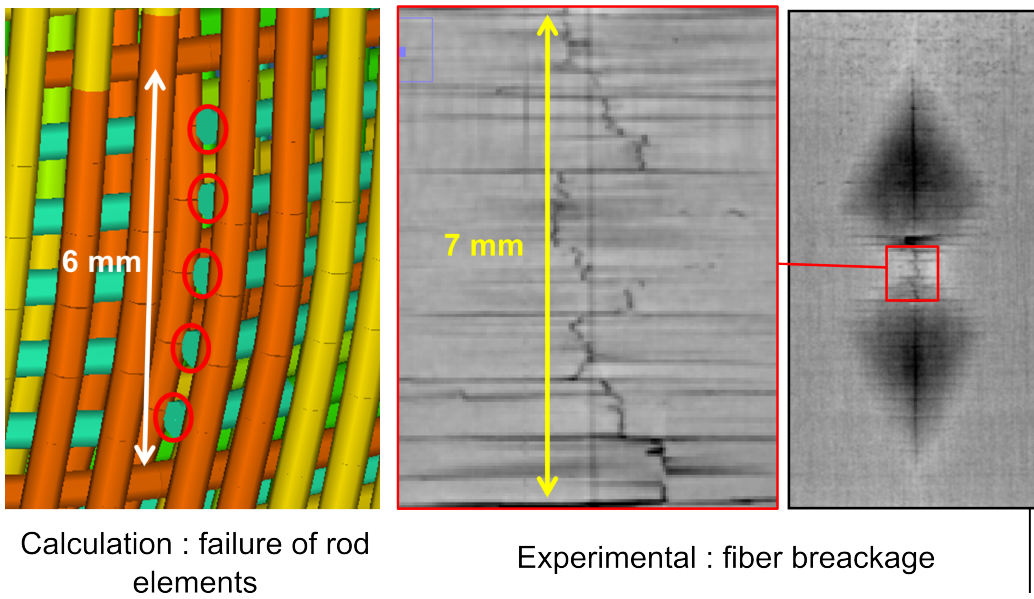 6 mm
7 mm
Calculation : failure of rod
elements
Experimental : fiber breackage